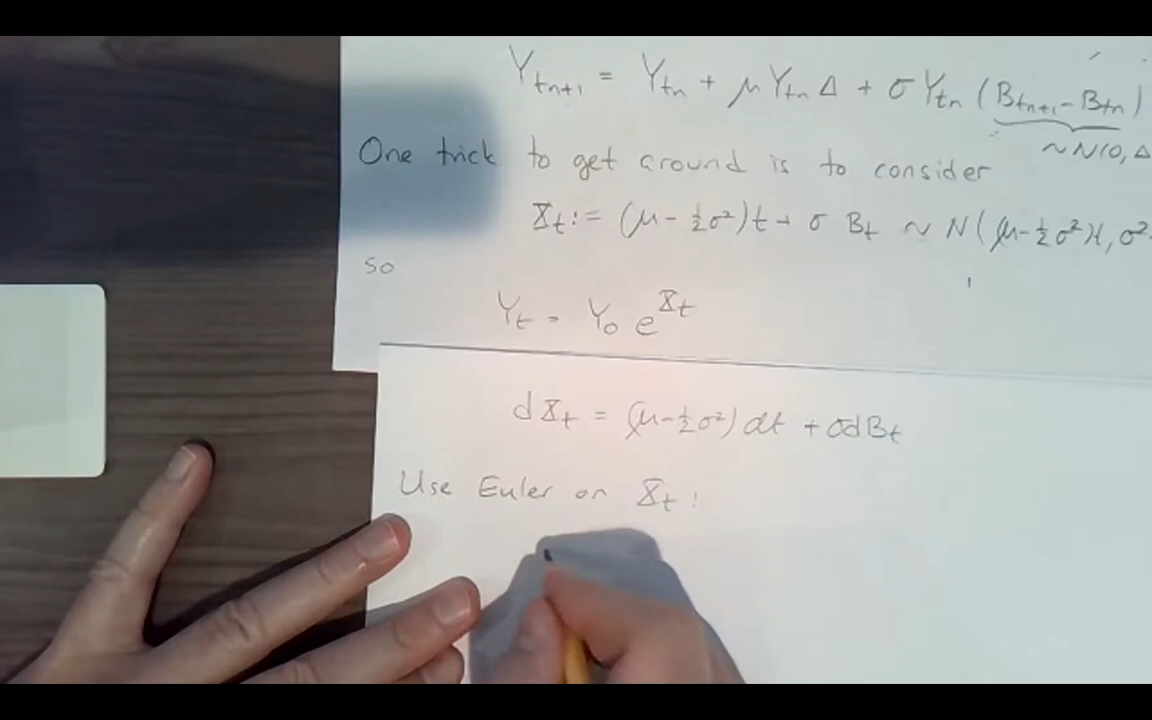 Y_{t_{n+1}} = Y_{t_n} + μ Y_{t_n} Δ + σ Y_{t_n} (B_{t_{n+1}} - B_{t_n})
~N(0, Δ
One trick to get around is to consider
X_t := (μ - ½σ²)t + σ B_t ~ N((μ - ½σ²)t, σ²
so
Y_t = Y_0 e^{X_t}
dX_t = (μ - ½σ²) dt + σ dB_t
Use Euler on X_t :